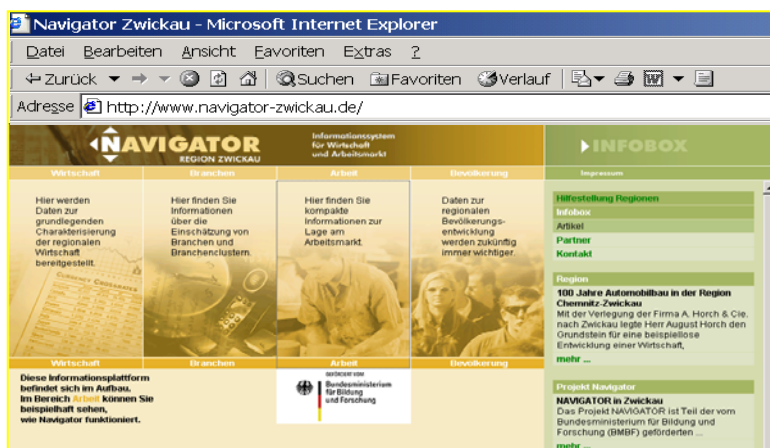 Navigator Zwickau - Microsoft Internet Explorer
Datei Bearbeiten Ansicht Favoriten Extras ?
Zurück Suchen Favoriten Verlauf
Adresse http://www.navigator-zwickau.de/
NAVIGATOR
REGION ZWICKAU
Informationssystem
für Wirtschaft
und Arbeitsmarkt
INFOBOX
Wirtschaft Branchen Arbeit Bevölkerung
Impressum
Hier werden
Daten zur
grundlegenden
Charakterisierung
der regionalen
Wirtschaft
bereitgestellt.
Hier finden Sie
Informationen
über die
Einschätzung von
Branchen und
Branchenclustern.
Hier finden Sie
kompakte
Informationen zur
Lage am
Arbeitsmarkt.
Daten zur
regionalen
Bevölkerungs-
entwicklung
werden zukünftig
immer wichtiger.
CURRENCY CROSSRATES
Wirtschaft Branchen Arbeit Bevölkerung
Diese Informationsplattform
befindet sich im Aufbau.
Im Bereich Arbeit können Sie
beispielhaft sehen,
wie Navigator funktioniert.
GEFÖRDERT VOM
Bundesministerium
für Bildung
und Forschung
Hilfestellung Regionen
Infobox
Artikel
Partner
Kontakt
Region
100 Jahre Automobilbau in der Region
Chemnitz-Zwickau
Mit der Verlegung der Firma A. Horch & Cie.
nach Zwickau legte Herr August Horch den
Grundstein für eine beispiellose
Entwicklung einer Wirtschaft,
mehr ...
Projekt Navigator
NAVIGATOR in Zwickau
Das Projekt NAVIGATOR ist Teil der vom
Bundesministerium für Bildung und
Forschung (BMBF) geförderten ...
mehr ...